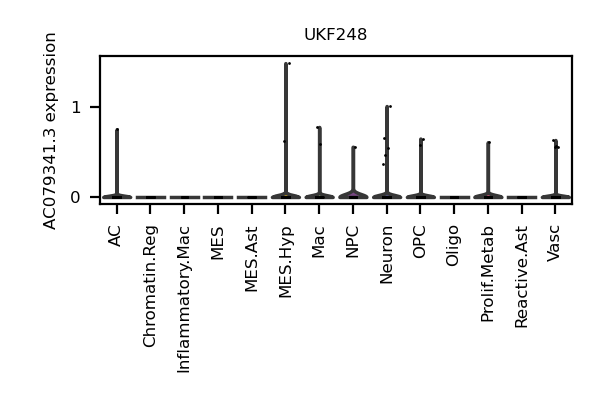 UKF248
AC079341.3 expression
1
0
AC
Chromatin.Reg
Inflammatory.Mac
MES
MES.Ast
MES.Hyp
Mac
NPC
Neuron
OPC
Oligo
Prolif.Metab
Reactive.Ast
Vasc